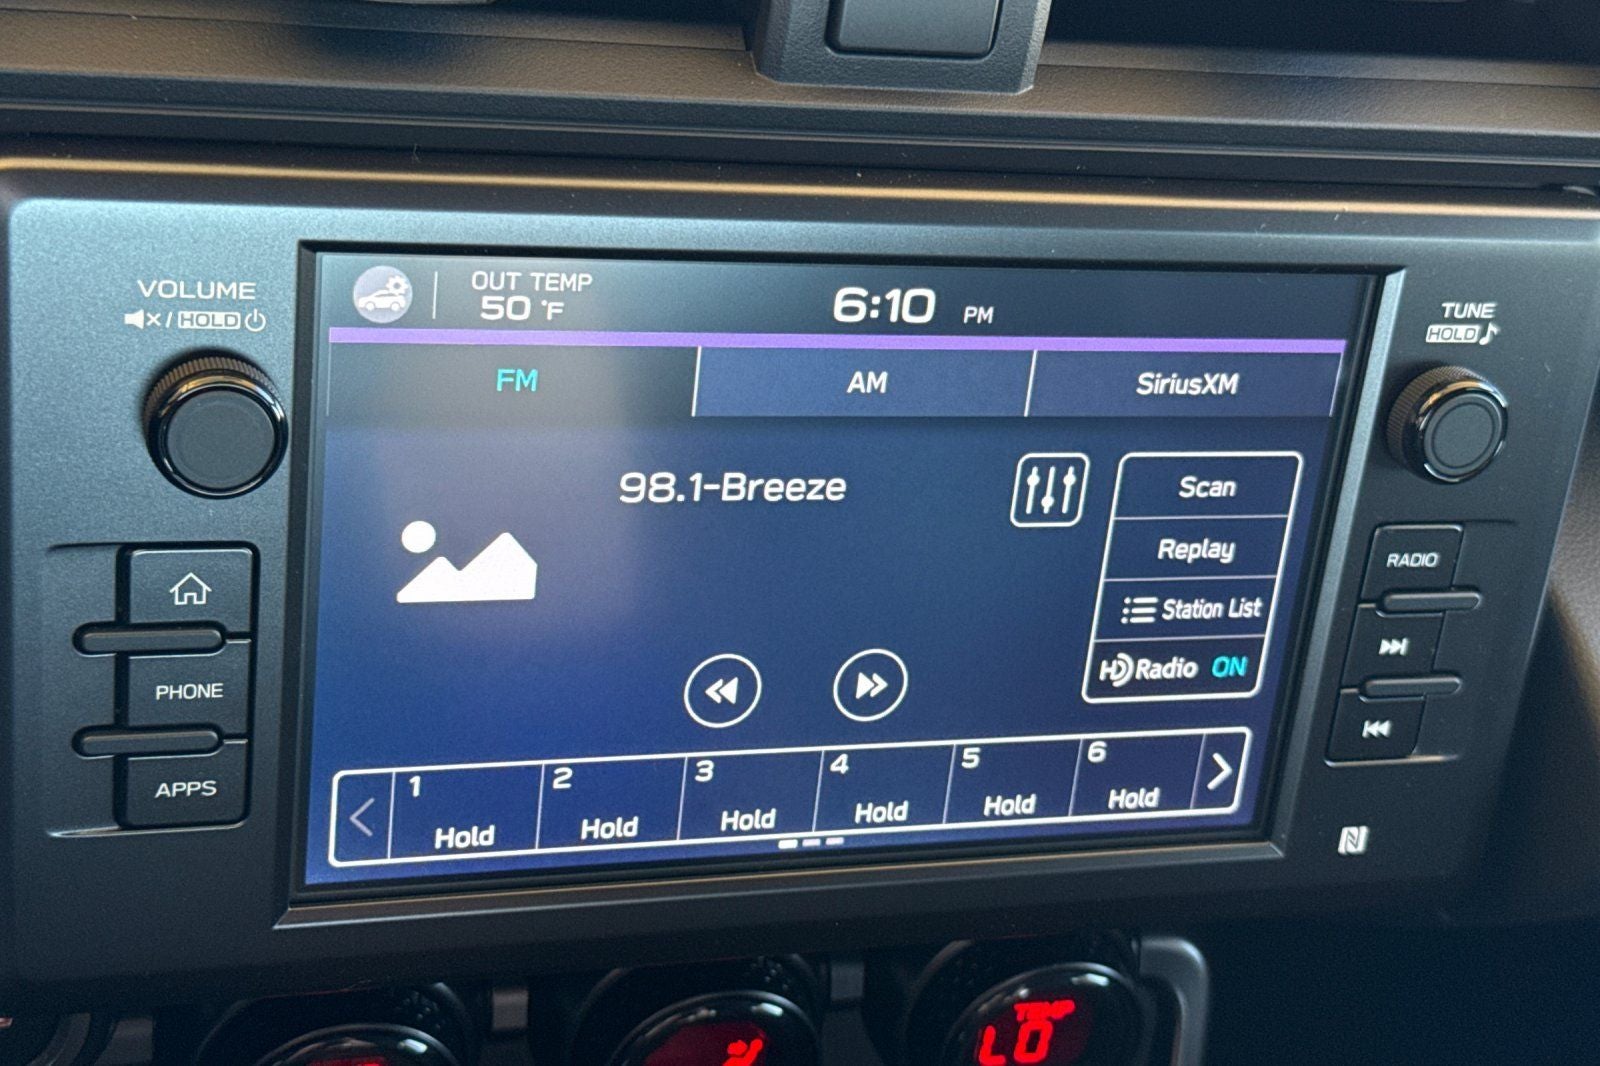 VOLUME
/ HOLD
OUT TEMP
50 °F
6:10 PM
TUNE
HOLD
FM
AM
SiriusXM
98.1-Breeze
Scan
Replay
Station List
HD Radio ON
PHONE
APPS
RADIO
1
Hold
2
Hold
3
Hold
4
Hold
5
Hold
6
Hold
TEMP
LO